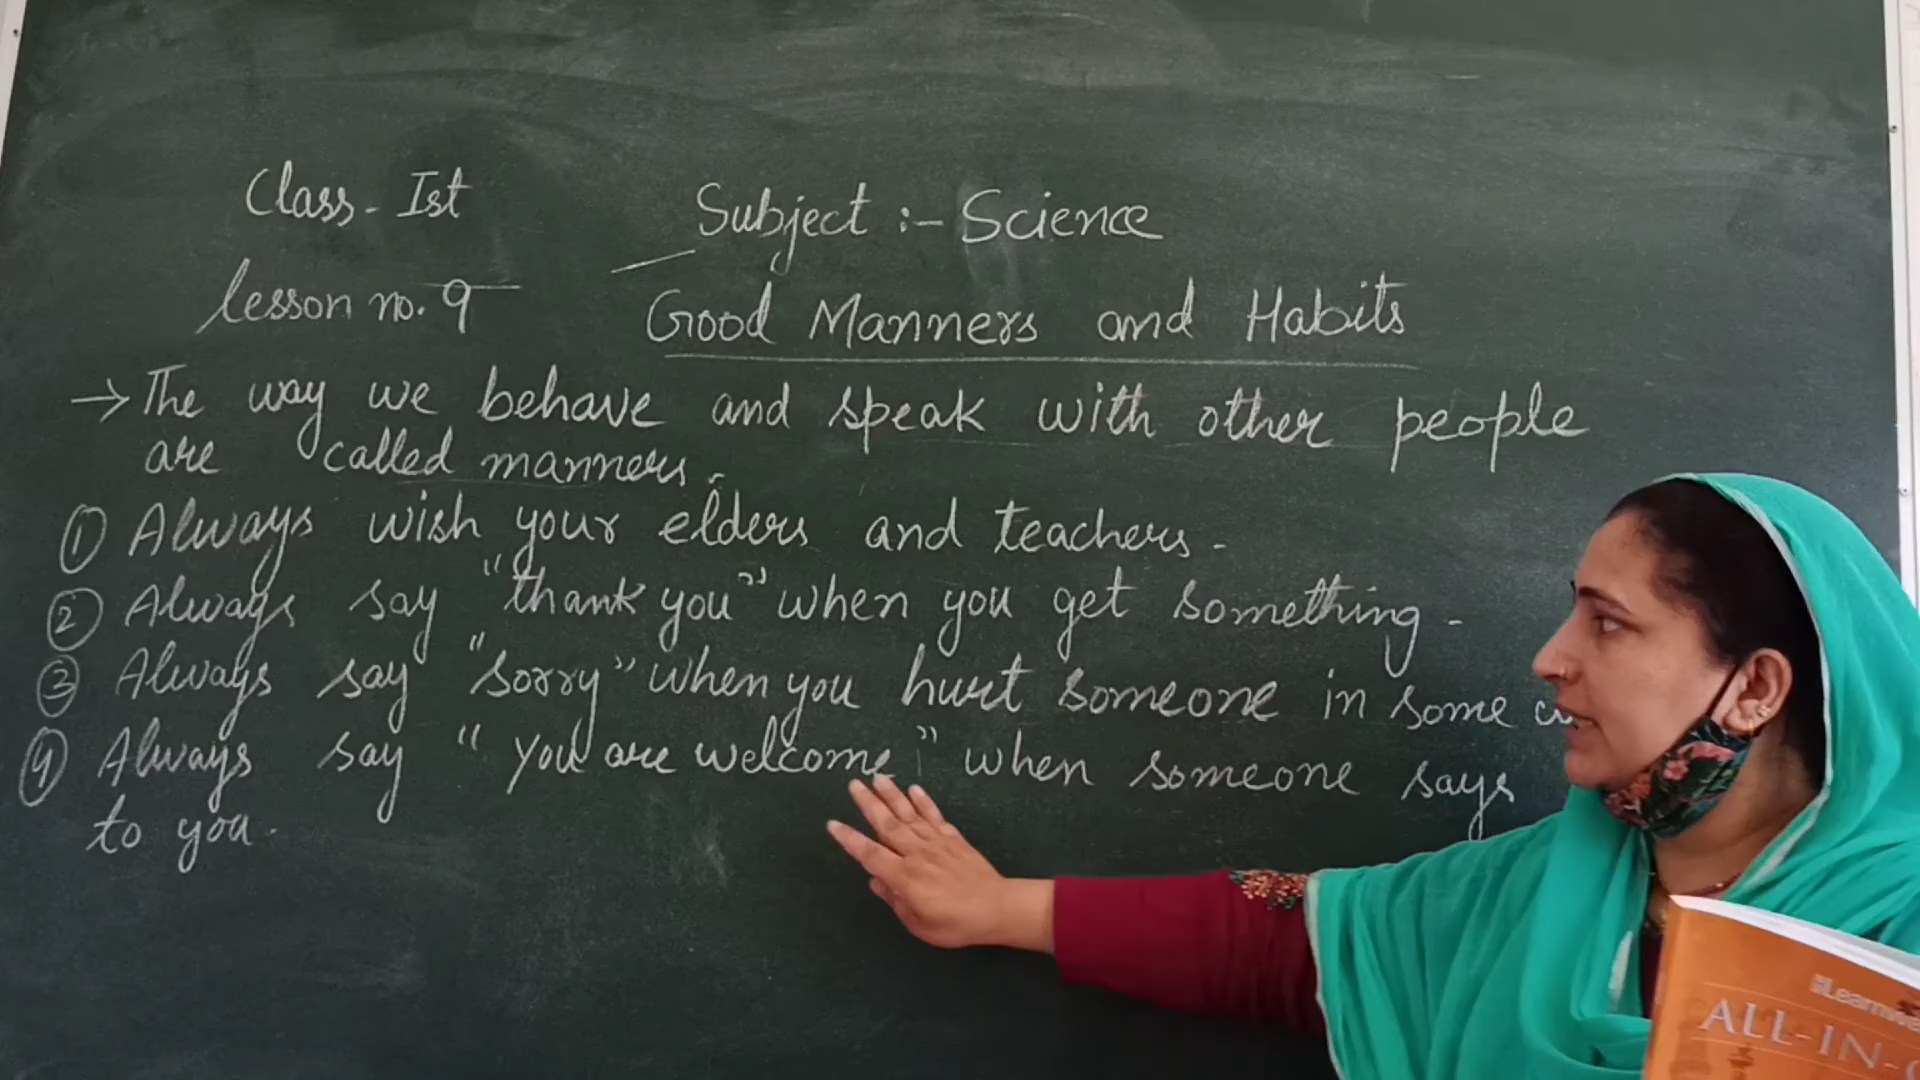 Class - Ist
Subject :- Science
Lesson no. 9
Good Manners and Habits
→ The way we behave and speak with other people
are called manners.
① Always wish your elders and teachers.
② Always say "thank you" when you get something.
③ Always say "sorry" when you hurt someone in some
④ Always say "you are welcome" when someone says
to you.
ALL-IN-